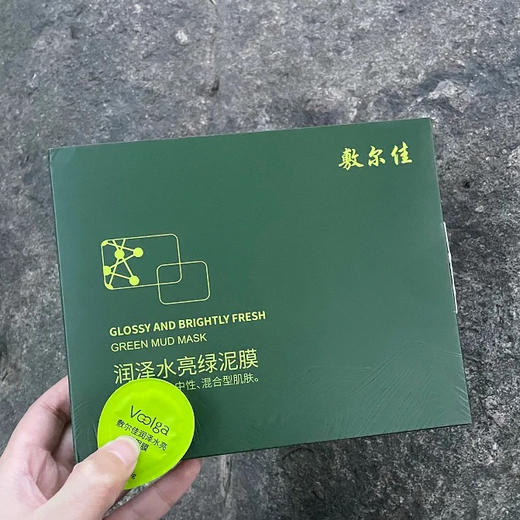 敷尔佳
GLOSSY AND BRIGHTLY FRESH
GREEN MUD MASK
润泽水亮绿泥膜
中性、混合型肌肤。
Voolga
敷尔佳润泽水亮
膜